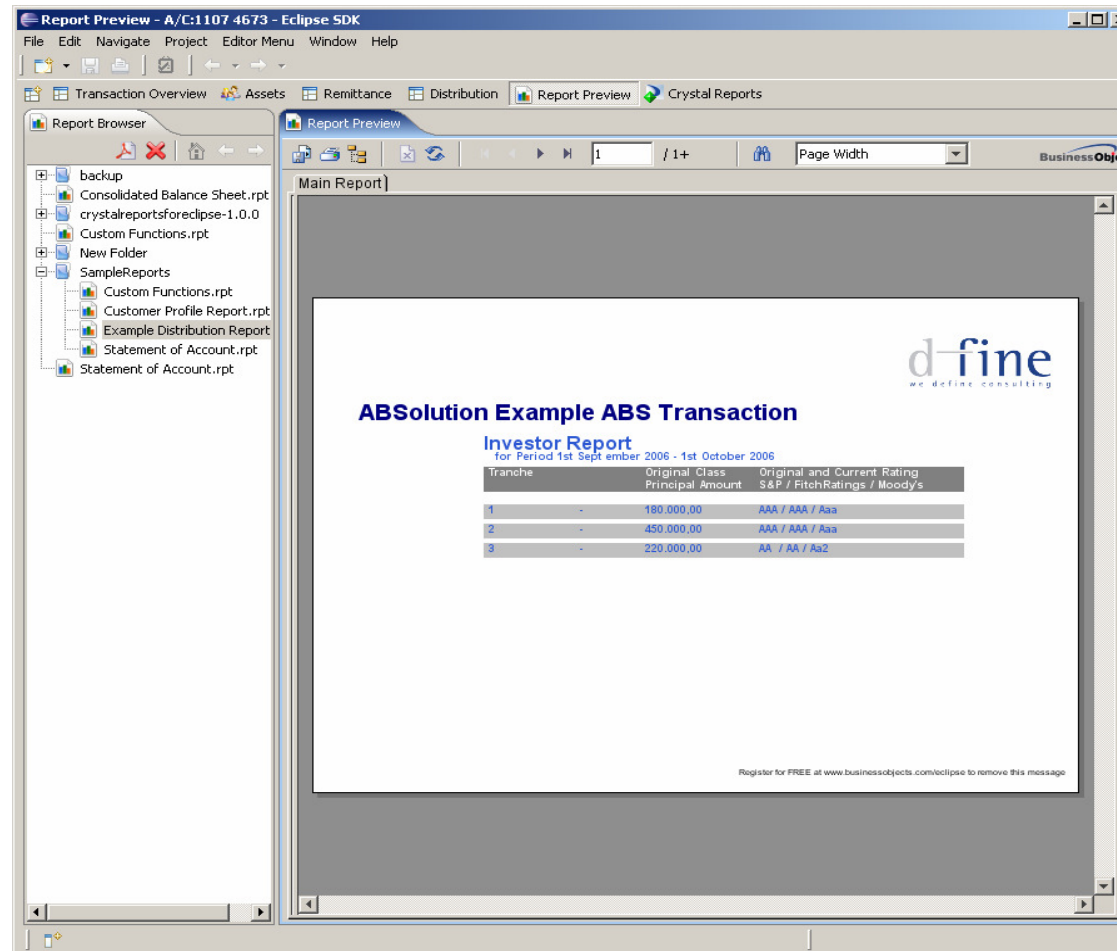 Report Preview - A/C:1107 4673 - Eclipse SDK
File Edit Navigate Project Editor Menu Window Help
Transaction Overview Assets Remittance Distribution Report Preview Crystal Reports
Report Browser
backup
Consolidated Balance Sheet.rpt
crystalreportsforeclipse-1.0.0
Custom Functions.rpt
New Folder
SampleReports
Custom Functions.rpt
Customer Profile Report.rpt
Example Distribution Report
Statement of Account.rpt
Statement of Account.rpt
Report Preview
1 / 1+ Page Width BusinessObje
Main Report
d-fine
we define consulting
ABSolution Example ABS Transaction
Investor Report
for Period 1st Sept ember 2006 - 1st October 2006
Tranche Original Class Original and Current Rating
Principal Amount S&P / FitchRatings / Moody's
1 - 180.000,00 AAA / AAA / Aaa
2 - 450.000,00 AAA / AAA / Aaa
3 - 220.000,00 AA / AA / Aa2
Register for FREE at www.businessobjects.com/eclipse to remove this message